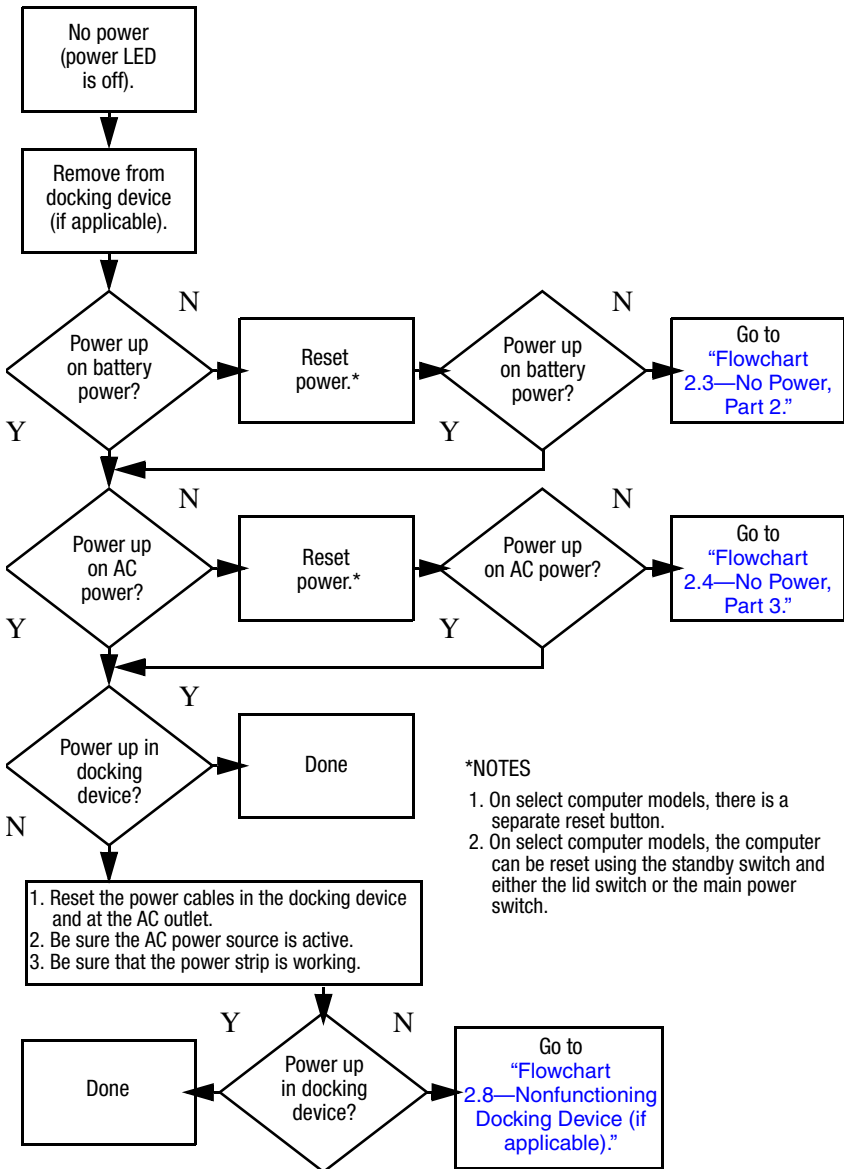 No power
(power LED
is off).
Remove from
docking device
(if applicable).
N
Power up
on battery
power?
Y
Reset
power.*
N
Power up
on battery
power?
Y
Go to
“Flowchart
2.3—No Power,
Part 2.”
N
Power up
on AC
power?
Y
Reset
power.*
N
Power up
on AC power?
Y
Go to
“Flowchart
2.4—No Power,
Part 3.”
Y
Power up in
docking
device?
N
Done
*NOTES
1. On select computer models, there is a
separate reset button.
2. On select computer models, the computer
can be reset using the standby switch and
either the lid switch or the main power
switch.
1. Reset the power cables in the docking device
and at the AC outlet.
2. Be sure the AC power source is active.
3. Be sure that the power strip is working.
Y
N
Done
Power up
in docking
device?
Go to
“Flowchart
2.8—Nonfunctioning
Docking Device (if
applicable).”